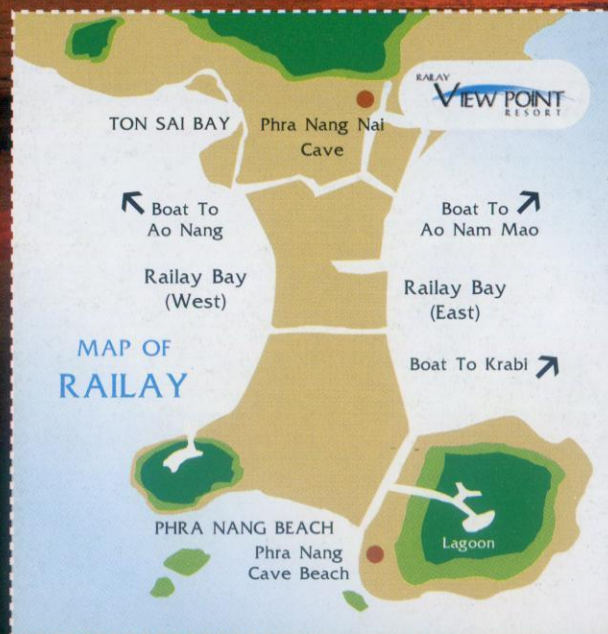 RAILAY
VIEW POINT
RESORT
TON SAI BAY
Phra Nang Nai
Cave
Boat To
Ao Nang
Boat To
Ao Nam Mao
Railay Bay
(West)
Railay Bay
(East)
MAP OF
RAILAY
Boat To Krabi
PHRA NANG BEACH
Phra Nang
Cave Beach
Lagoon